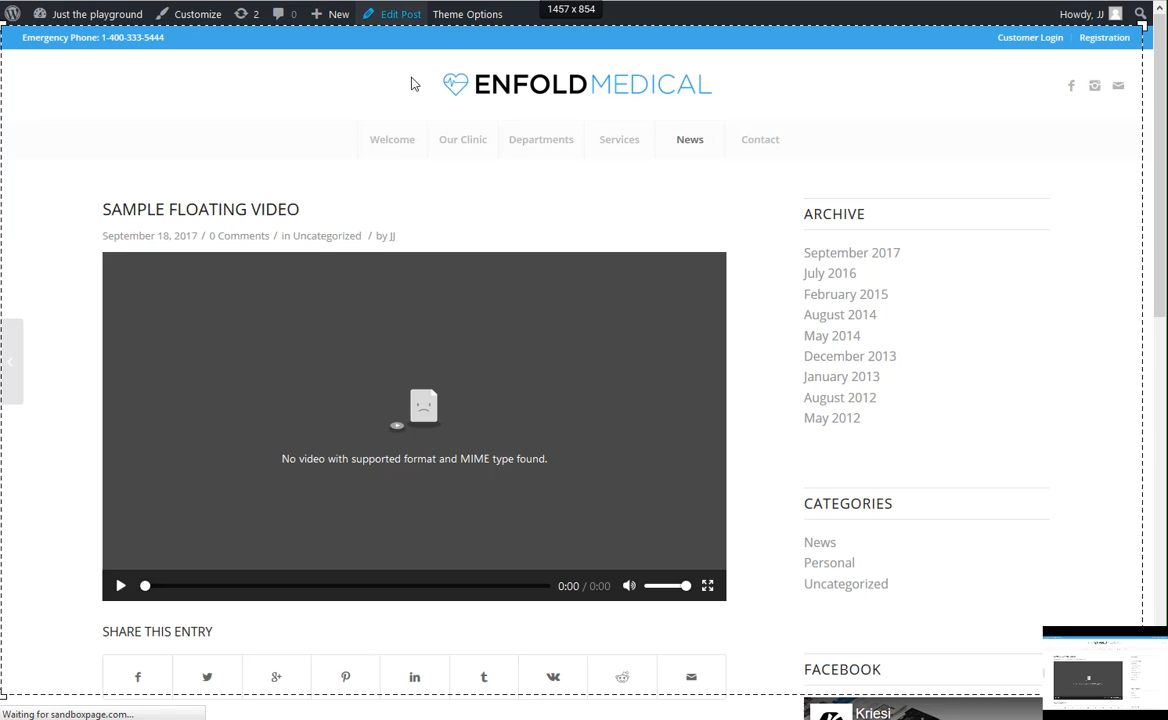 1457 x 854
Just the playground Customize 2 0 New Edit Post Theme Options Howdy, JJ
Emergency Phone: 1-400-333-5444 Customer Login Registration
ENFOLDMEDICAL
Welcome Our Clinic Departments Services News Contact
SAMPLE FLOATING VIDEO
September 18, 2017 / 0 Comments / in Uncategorized / by JJ
No video with supported format and MIME type found.
0:00 / 0:00
SHARE THIS ENTRY
ARCHIVE
September 2017
July 2016
February 2015
August 2014
May 2014
December 2013
January 2013
August 2012
May 2012
CATEGORIES
News
Personal
Uncategorized
FACEBOOK
Kriesi
Waiting for sandboxpage.com...